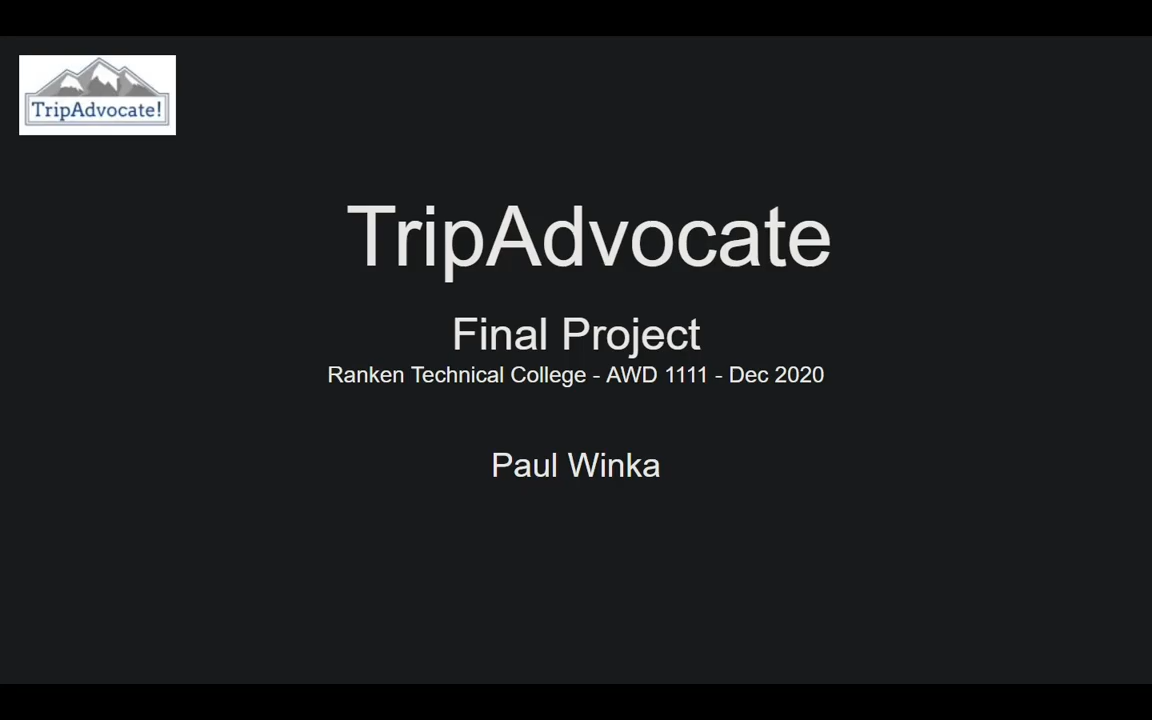 TripAdvocate!
TripAdvocate
Final Project
Ranken Technical College - AWD 1111 - Dec 2020
Paul Winka